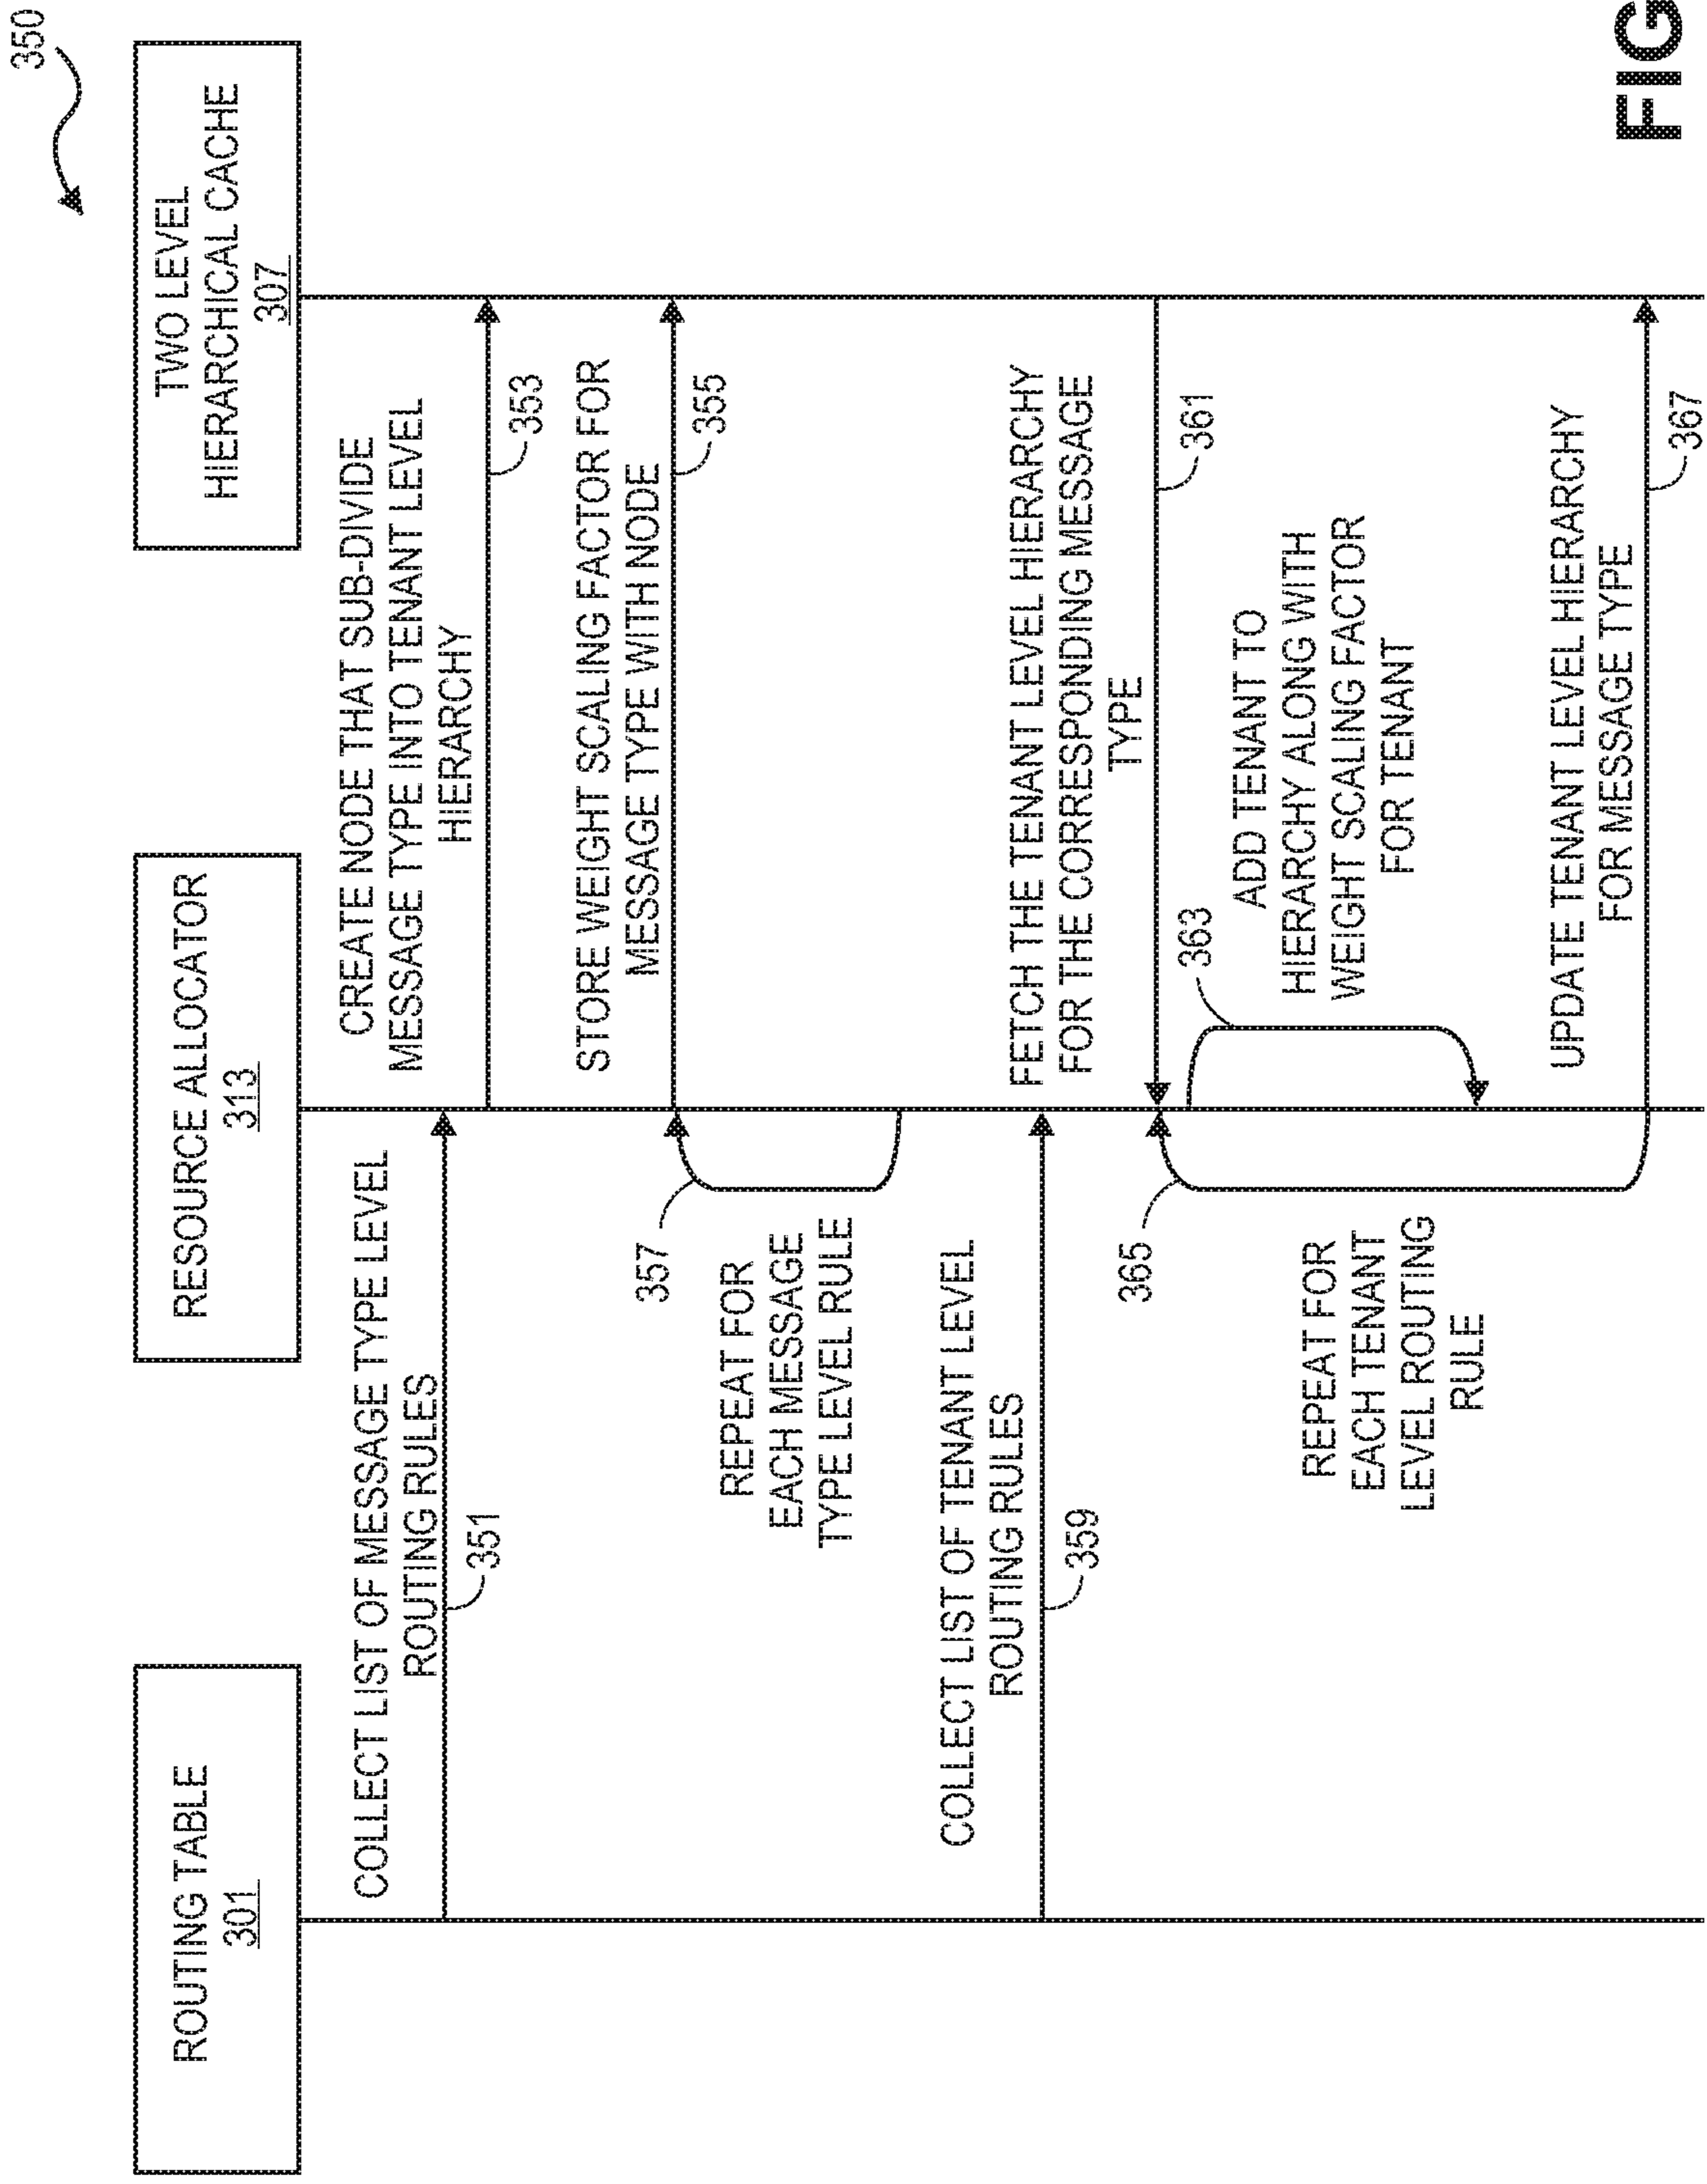 350
ROUTING TABLE
301
RESOURCE ALLOCATOR
313
TWO LEVEL
HIERARCHICAL CACHE
307
COLLECT LIST OF MESSAGE TYPE LEVEL
ROUTING RULES
351
CREATE NODE THAT SUB-DIVIDE
MESSAGE TYPE INTO TENANT LEVEL
HIERARCHY
353
STORE WEIGHT SCALING FACTOR FOR
MESSAGE TYPE WITH NODE
355
357
REPEAT FOR
EACH MESSAGE
TYPE LEVEL RULE
COLLECT LIST OF TENANT LEVEL
ROUTING RULES
359
FETCH THE TENANT LEVEL HIERARCHY
FOR THE CORRESPONDING MESSAGE
TYPE
361
363
ADD TENANT TO
HIERARCHY ALONG WITH
WEIGHT SCALING FACTOR
FOR TENANT
365
REPEAT FOR
EACH TENANT
LEVEL ROUTING
RULE
UPDATE TENANT LEVEL HIERARCHY
FOR MESSAGE TYPE
367
FIG